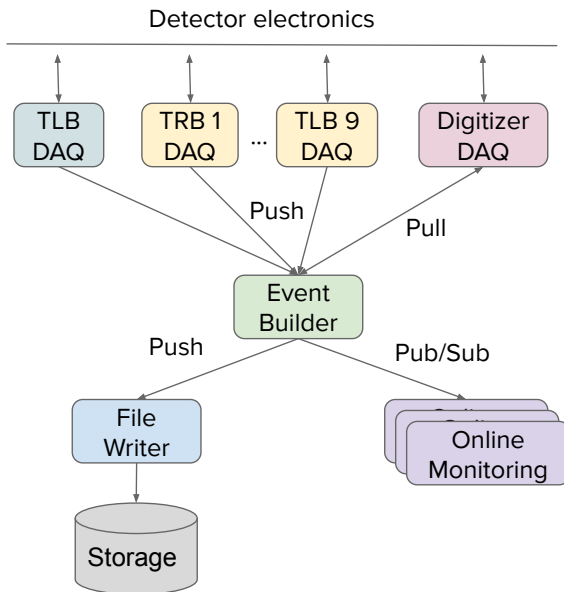 Detector electronics
TLB
DAQ
TRB 1
DAQ
...
TLB 9
DAQ
Digitizer
DAQ
Push
Pull
Event
Builder
Push
Pub/Sub
File
Writer
Online
Monitoring
Storage